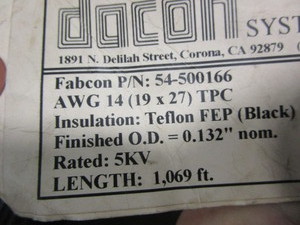 dacon SYST
1891 N. Delilah Street, Corona, CA 92879
Fabcon P/N: 54-500166
AWG 14 (19 x 27) TPC
Insulation: Teflon FEP (Black)
Finished O.D. = 0.132" nom.
Rated: 5KV
LENGTH: 1,069 ft.